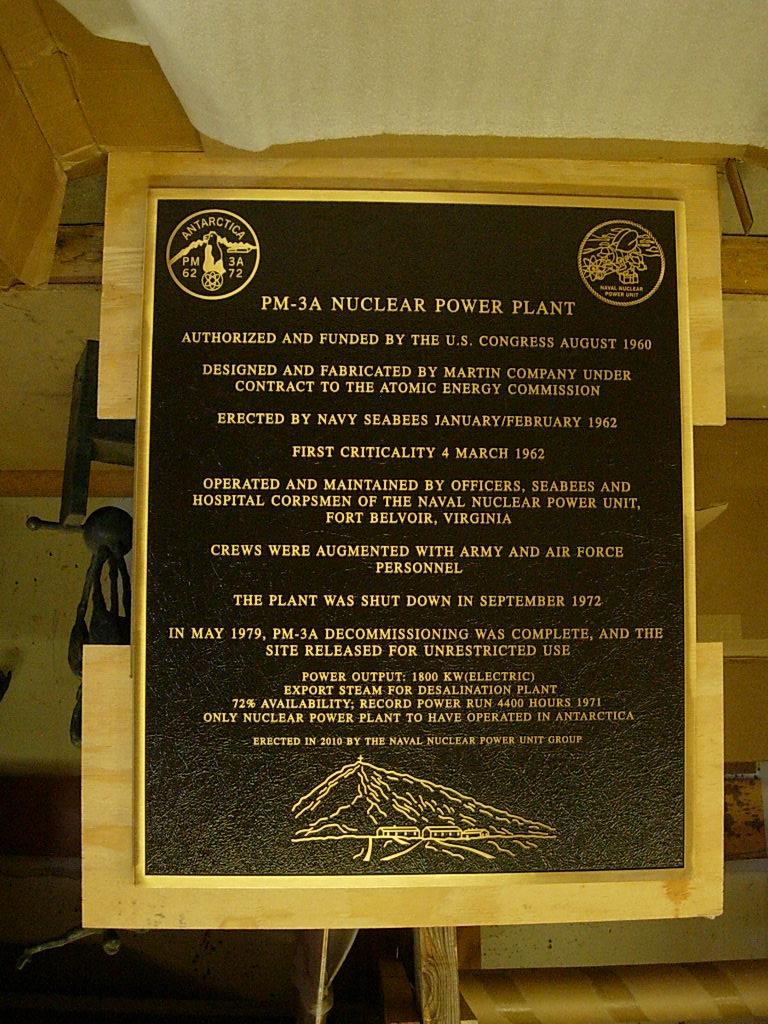 ANTARCTICA
PM 3A
62 72
NAVAL NUCLEAR
POWER UNIT
PM-3A NUCLEAR POWER PLANT
AUTHORIZED AND FUNDED BY THE U.S. CONGRESS AUGUST 1960
DESIGNED AND FABRICATED BY MARTIN COMPANY UNDER
CONTRACT TO THE ATOMIC ENERGY COMMISSION
ERECTED BY NAVY SEABEES JANUARY/FEBRUARY 1962
FIRST CRITICALITY 4 MARCH 1962
OPERATED AND MAINTAINED BY OFFICERS, SEABEES AND
HOSPITAL CORPSMEN OF THE NAVAL NUCLEAR POWER UNIT,
FORT BELVOIR, VIRGINIA
CREWS WERE AUGMENTED WITH ARMY AND AIR FORCE
PERSONNEL
THE PLANT WAS SHUT DOWN IN SEPTEMBER 1972
IN MAY 1979, PM-3A DECOMMISSIONING WAS COMPLETE, AND THE
SITE RELEASED FOR UNRESTRICTED USE
POWER OUTPUT: 1800 KW(ELECTRIC)
EXPORT STEAM FOR DESALINATION PLANT
72% AVAILABILITY; RECORD POWER RUN 4400 HOURS 1971
ONLY NUCLEAR POWER PLANT TO HAVE OPERATED IN ANTARCTICA
ERECTED IN 2010 BY THE NAVAL NUCLEAR POWER UNIT GROUP